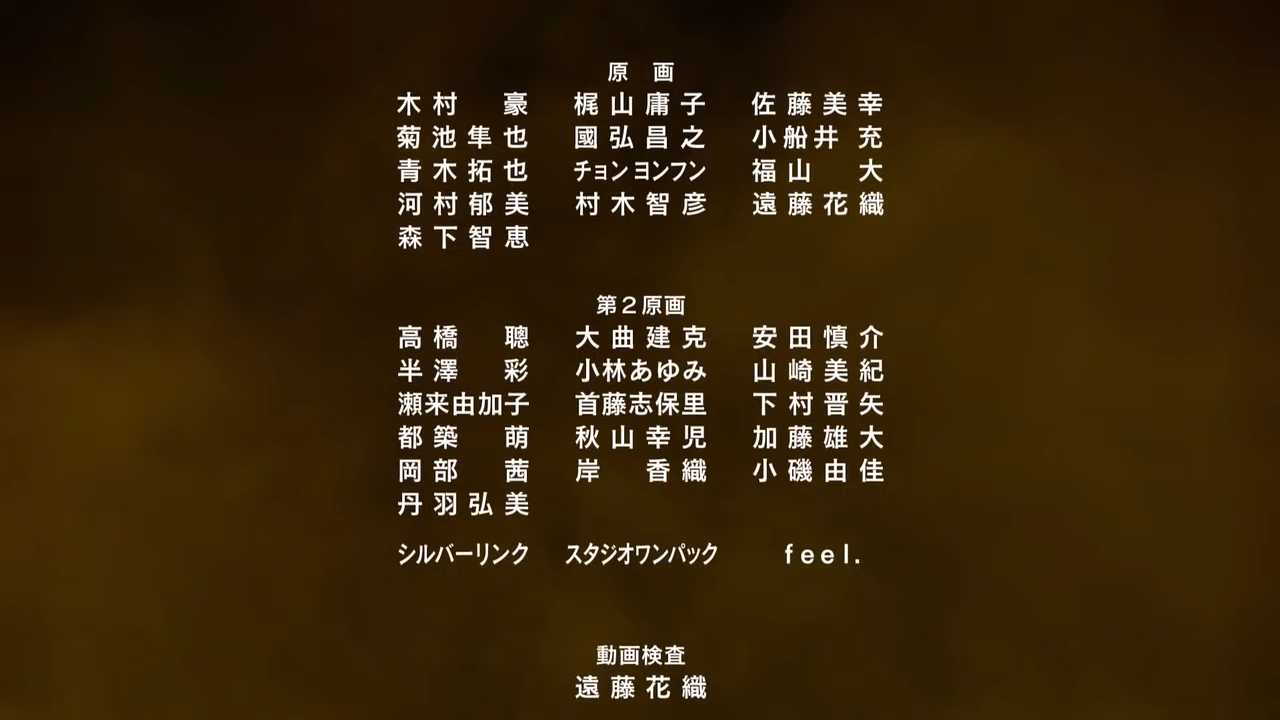 原　画
木村　豪　梶山庸子　佐藤美幸
菊池隼也　國弘昌之　小船井 充
青木拓也　チョン ヨンフン　福山　大
河村郁美　村木智彦　遠藤花織
森下智恵
第２原画
高橋　聰　大曲建克　安田慎介
半澤　彩　小林あゆみ　山崎美紀
瀬来由加子　首藤志保里　下村晋矢
都築　萌　秋山幸児　加藤雄大
岡部　茜　岸　香織　小磯由佳
丹羽弘美
シルバーリンク　スタジオワンパック　feel.
動画検査
遠藤花織